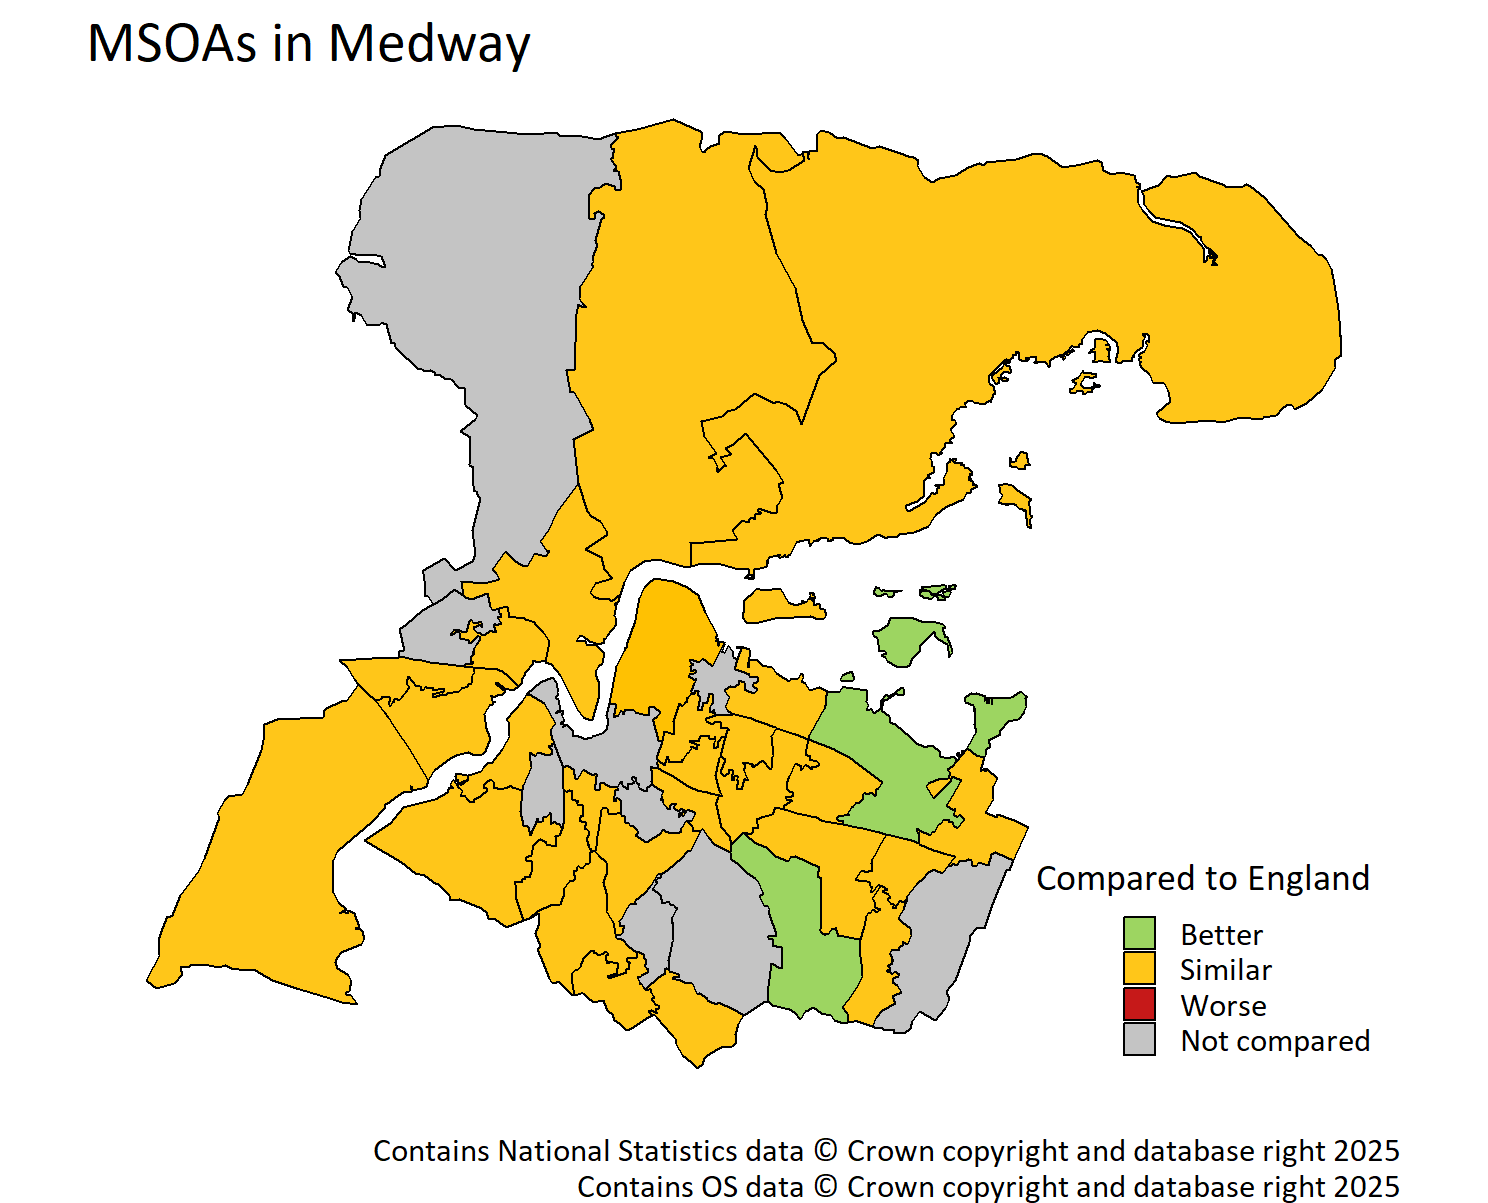 MSOAs in Medway
Compared to England
Better
Similar
Worse
Not compared
Contains National Statistics data © Crown copyright and database right 2025
Contains OS data © Crown copyright and database right 2025